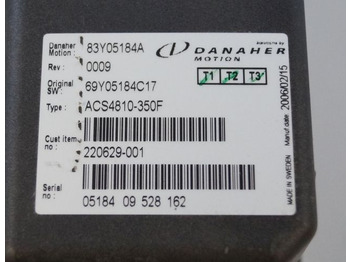 Danaher
Motion : 83Y05184A
Rev : 0009
Original
SW : 69Y05184C17
Type : ACS4810-350F
Cust item
no : 220629-001
Serial
no : 05184 09 528 162
DANAHER
MOTION
T1 T2 T3
Manuf date: 2006/02/15
MADE IN SWEDEN